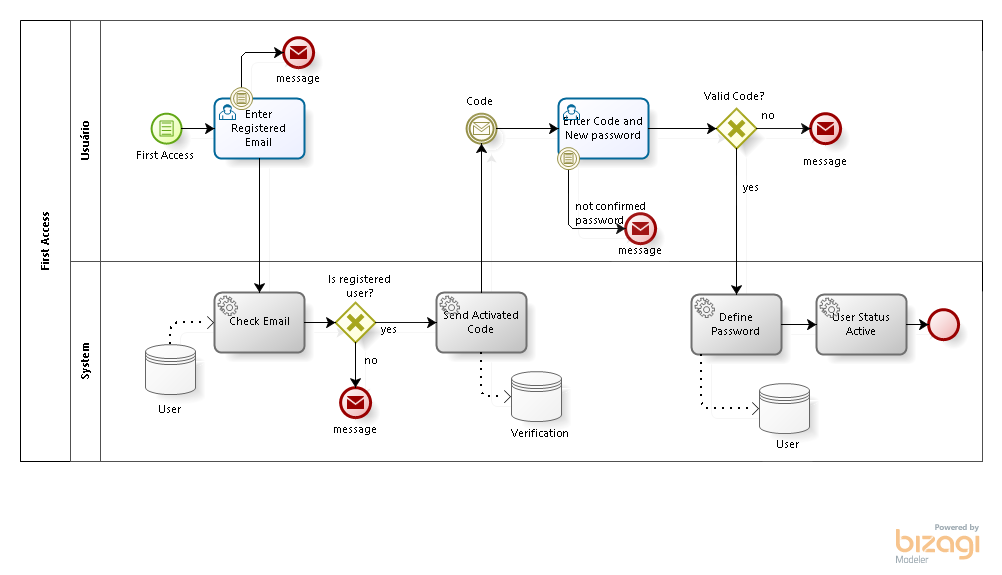 First Access
Usuário
System
message
Enter
Registered
Email
First Access
Code
Enter Code and
New password
Valid Code?
no
message
yes
not confirmed
password
message
Is registered
user?
Check Email
yes
no
message
User
Send Activated
Code
Verification
Define
Password
User Status
Active
User
Powered by
bizagi
Modeler